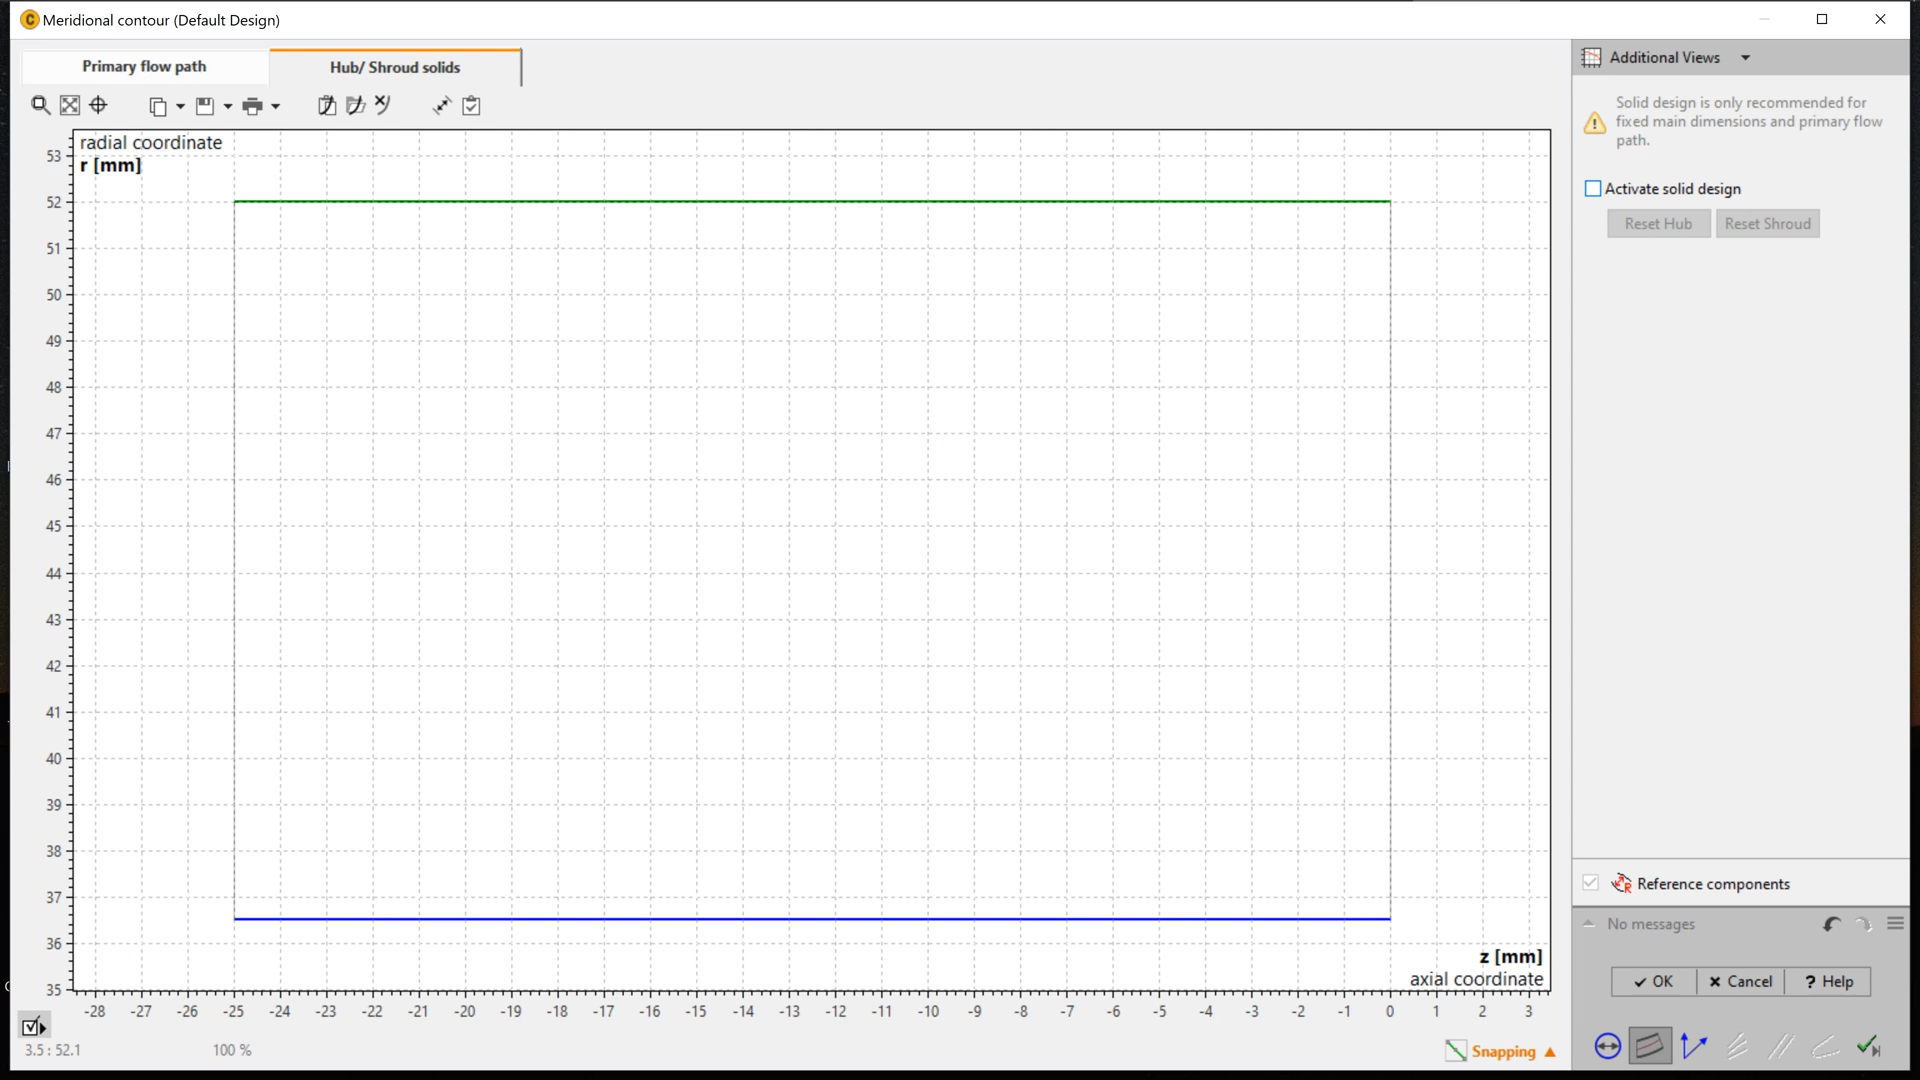 Meridional contour (Default Design)
Primary flow path
Hub/ Shroud solids
Additional Views
Solid design is only recommended for
fixed main dimensions and primary flow
path.
Activate solid design
Reset Hub
Reset Shroud
radial coordinate
r [mm]
53
52
51
50
49
48
47
46
45
44
43
42
41
40
39
38
37
36
35
z [mm]
axial coordinate
-28 -27 -26 -25 -24 -23 -22 -21 -20 -19 -18 -17 -16 -15 -14 -13 -12 -11 -10 -9 -8 -7 -6 -5 -4 -3 -2 -1 0 1 2 3
3.5 : 52.1
100 %
Snapping
Reference components
No messages
OK
Cancel
? Help